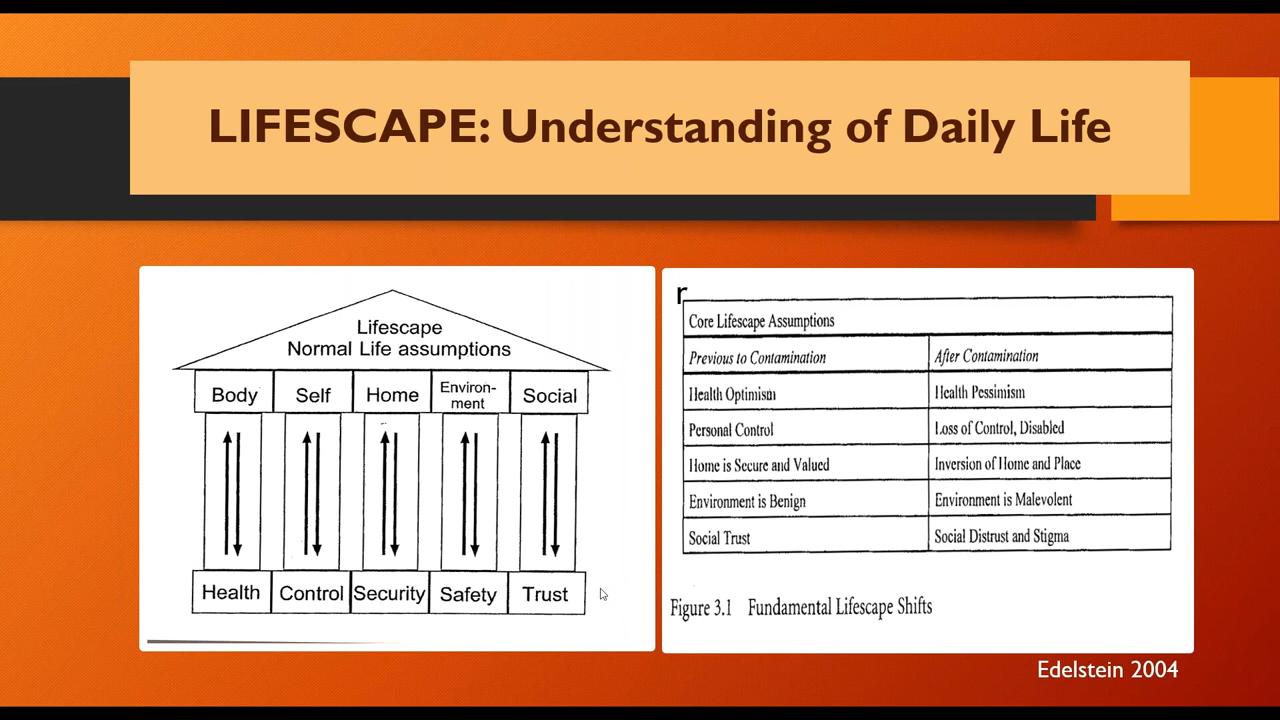 LIFESCAPE: Understanding of Daily Life
Lifescape
Normal Life assumptions
Body Self Home Environ-
ment Social
Health Control Security Safety Trust
r
Core Lifescape Assumptions
Previous to Contamination After Contamination
Health Optimism Health Pessimism
Personal Control Loss of Control, Disabled
Home is Secure and Valued Inversion of Home and Place
Environment is Benign Environment is Malevolent
Social Trust Social Distrust and Stigma
Figure 3.1 Fundamental Lifescape Shifts
Edelstein 2004